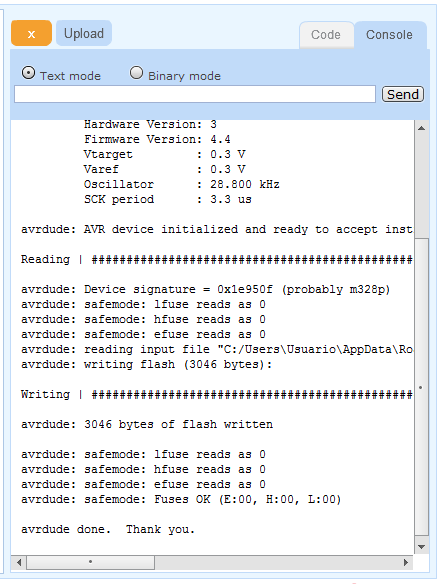 x Upload Code Console
Text mode Binary mode
Send
Hardware Version: 3
Firmware Version: 4.4
Vtarget         : 0.3 V
Varef           : 0.3 V
Oscillator      : 28.800 kHz
SCK period      : 3.3 us
avrdude: AVR device initialized and ready to accept inst
Reading | ##############################################
avrdude: Device signature = 0x1e950f (probably m328p)
avrdude: safemode: lfuse reads as 0
avrdude: safemode: hfuse reads as 0
avrdude: safemode: efuse reads as 0
avrdude: reading input file "C:/Users\Usuario\AppData\Ro
avrdude: writing flash (3046 bytes):
Writing | ##############################################
avrdude: 3046 bytes of flash written
avrdude: safemode: lfuse reads as 0
avrdude: safemode: hfuse reads as 0
avrdude: safemode: efuse reads as 0
avrdude: safemode: Fuses OK (E:00, H:00, L:00)
avrdude done.  Thank you.